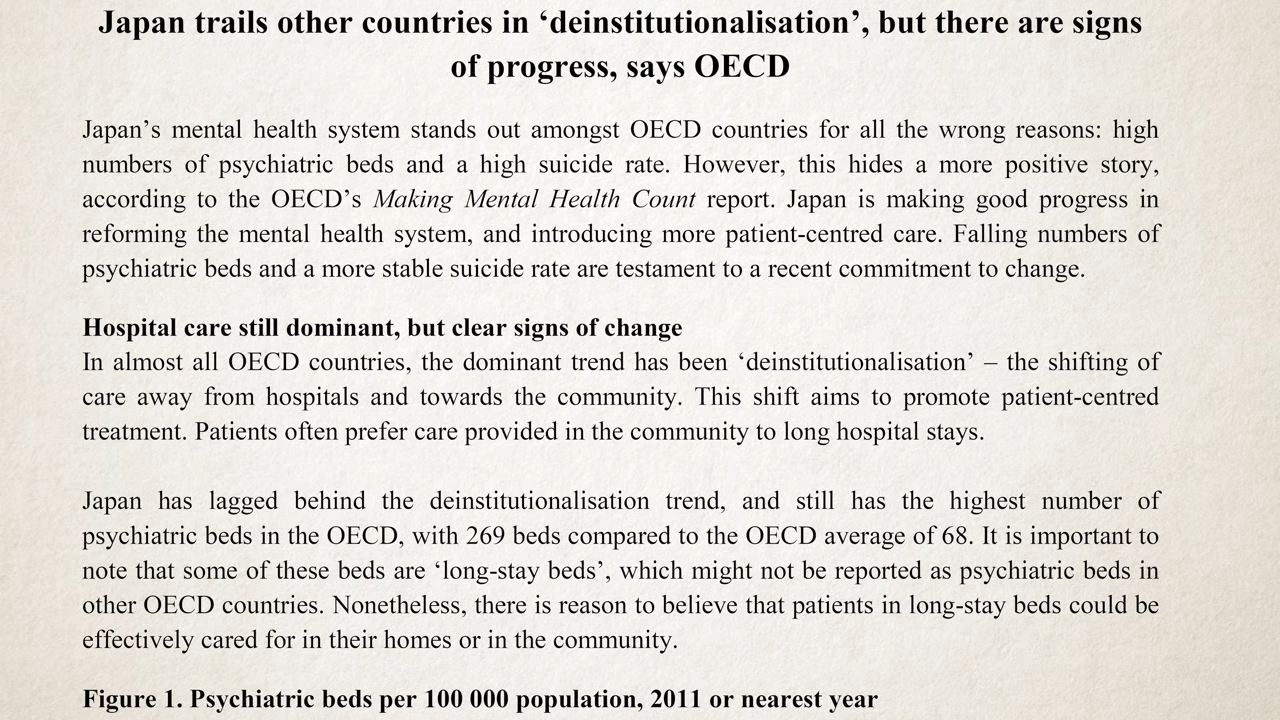 Japan trails other countries in ‘deinstitutionalisation’, but there are signs
of progress, says OECD
Japan’s mental health system stands out amongst OECD countries for all the wrong reasons: high
numbers of psychiatric beds and a high suicide rate. However, this hides a more positive story,
according to the OECD’s Making Mental Health Count report. Japan is making good progress in
reforming the mental health system, and introducing more patient-centred care. Falling numbers of
psychiatric beds and a more stable suicide rate are testament to a recent commitment to change.
Hospital care still dominant, but clear signs of change
In almost all OECD countries, the dominant trend has been ‘deinstitutionalisation’ – the shifting of
care away from hospitals and towards the community. This shift aims to promote patient-centred
treatment. Patients often prefer care provided in the community to long hospital stays.
Japan has lagged behind the deinstitutionalisation trend, and still has the highest number of
psychiatric beds in the OECD, with 269 beds compared to the OECD average of 68. It is important to
note that some of these beds are ‘long-stay beds’, which might not be reported as psychiatric beds in
other OECD countries. Nonetheless, there is reason to believe that patients in long-stay beds could be
effectively cared for in their homes or in the community.
Figure 1. Psychiatric beds per 100 000 population, 2011 or nearest year